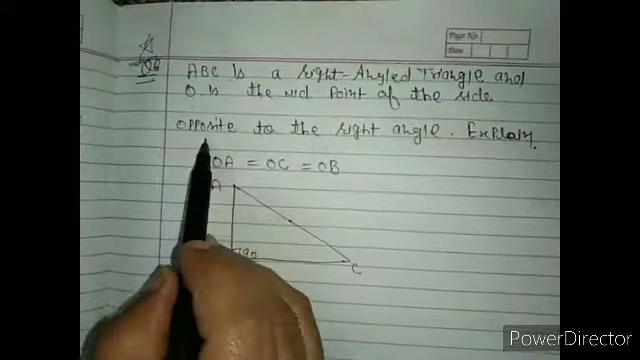 Page No.
Date
Q6 ABC is a right-Angled Triangle and
O is the mid Point of the side
opposite to the right angle. Explain
OA = OC = OB
A
90
C
PowerDirector